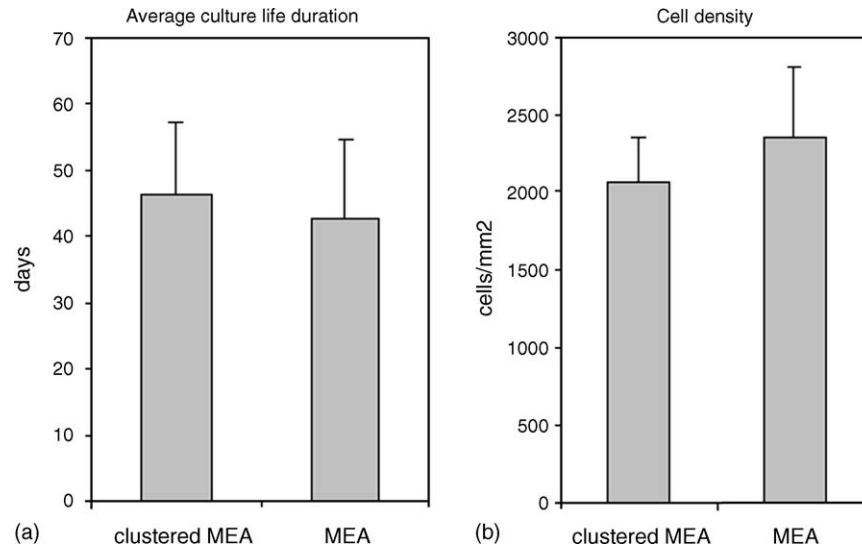 Average culture life duration
70
60
50
40
30
20
10
0
days
clustered MEA
MEA
(a)
Cell density
3000
2500
2000
1500
1000
500
0
cells/mm2
clustered MEA
MEA
(b)